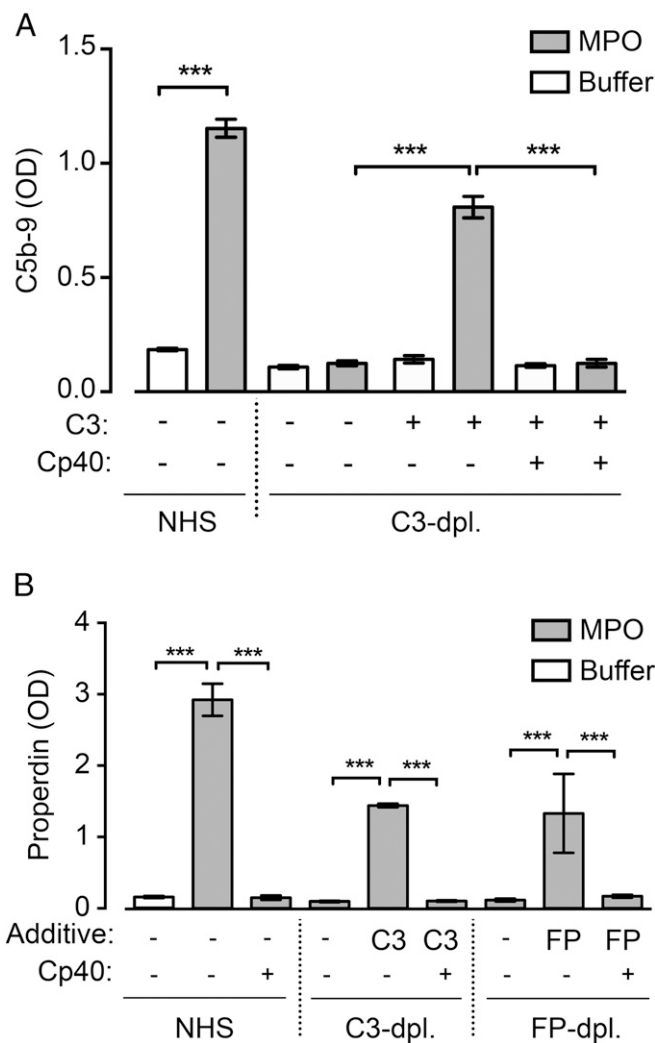 A
1.5
1.0
0.5
0.0
C5b-9 (OD)
MPO
Buffer
***
*** ***
C3: - - - - + + + +
Cp40: - - - - - - + +
NHS C3-dpl.
B
4
3
2
1
0
Properdin (OD)
MPO
Buffer
*** ***
*** ***
*** ***
Additive: - - - - C3 C3 - FP FP
Cp40: - - + - - + - - +
NHS C3-dpl. FP-dpl.